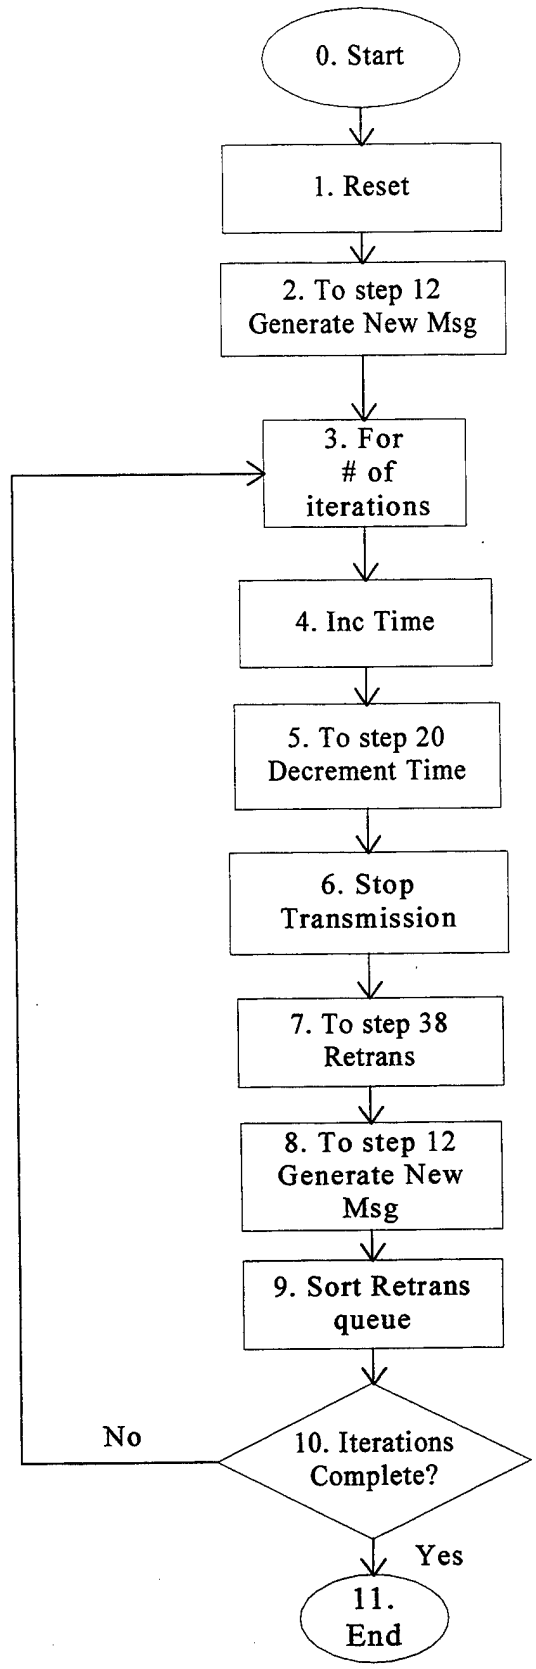 0. Start
1. Reset
2. To step 12
Generate New Msg
3. For
# of
iterations
4. Inc Time
5. To step 20
Decrement Time
6. Stop
Transmission
7. To step 38
Retrans
8. To step 12
Generate New
Msg
9. Sort Retrans
queue
No
10. Iterations
Complete?
Yes
11.
End